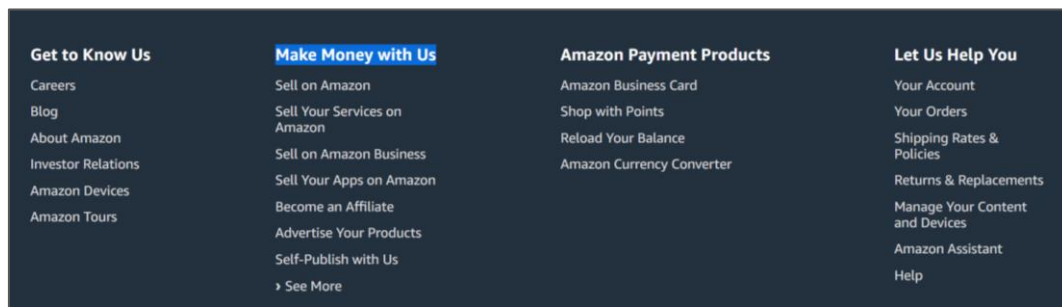 Get to Know Us
Careers
Blog
About Amazon
Investor Relations
Amazon Devices
Amazon Tours
Make Money with Us
Sell on Amazon
Sell Your Services on
Amazon
Sell on Amazon Business
Sell Your Apps on Amazon
Become an Affiliate
Advertise Your Products
Self-Publish with Us
› See More
Amazon Payment Products
Amazon Business Card
Shop with Points
Reload Your Balance
Amazon Currency Converter
Let Us Help You
Your Account
Your Orders
Shipping Rates &
Policies
Returns & Replacements
Manage Your Content
and Devices
Amazon Assistant
Help